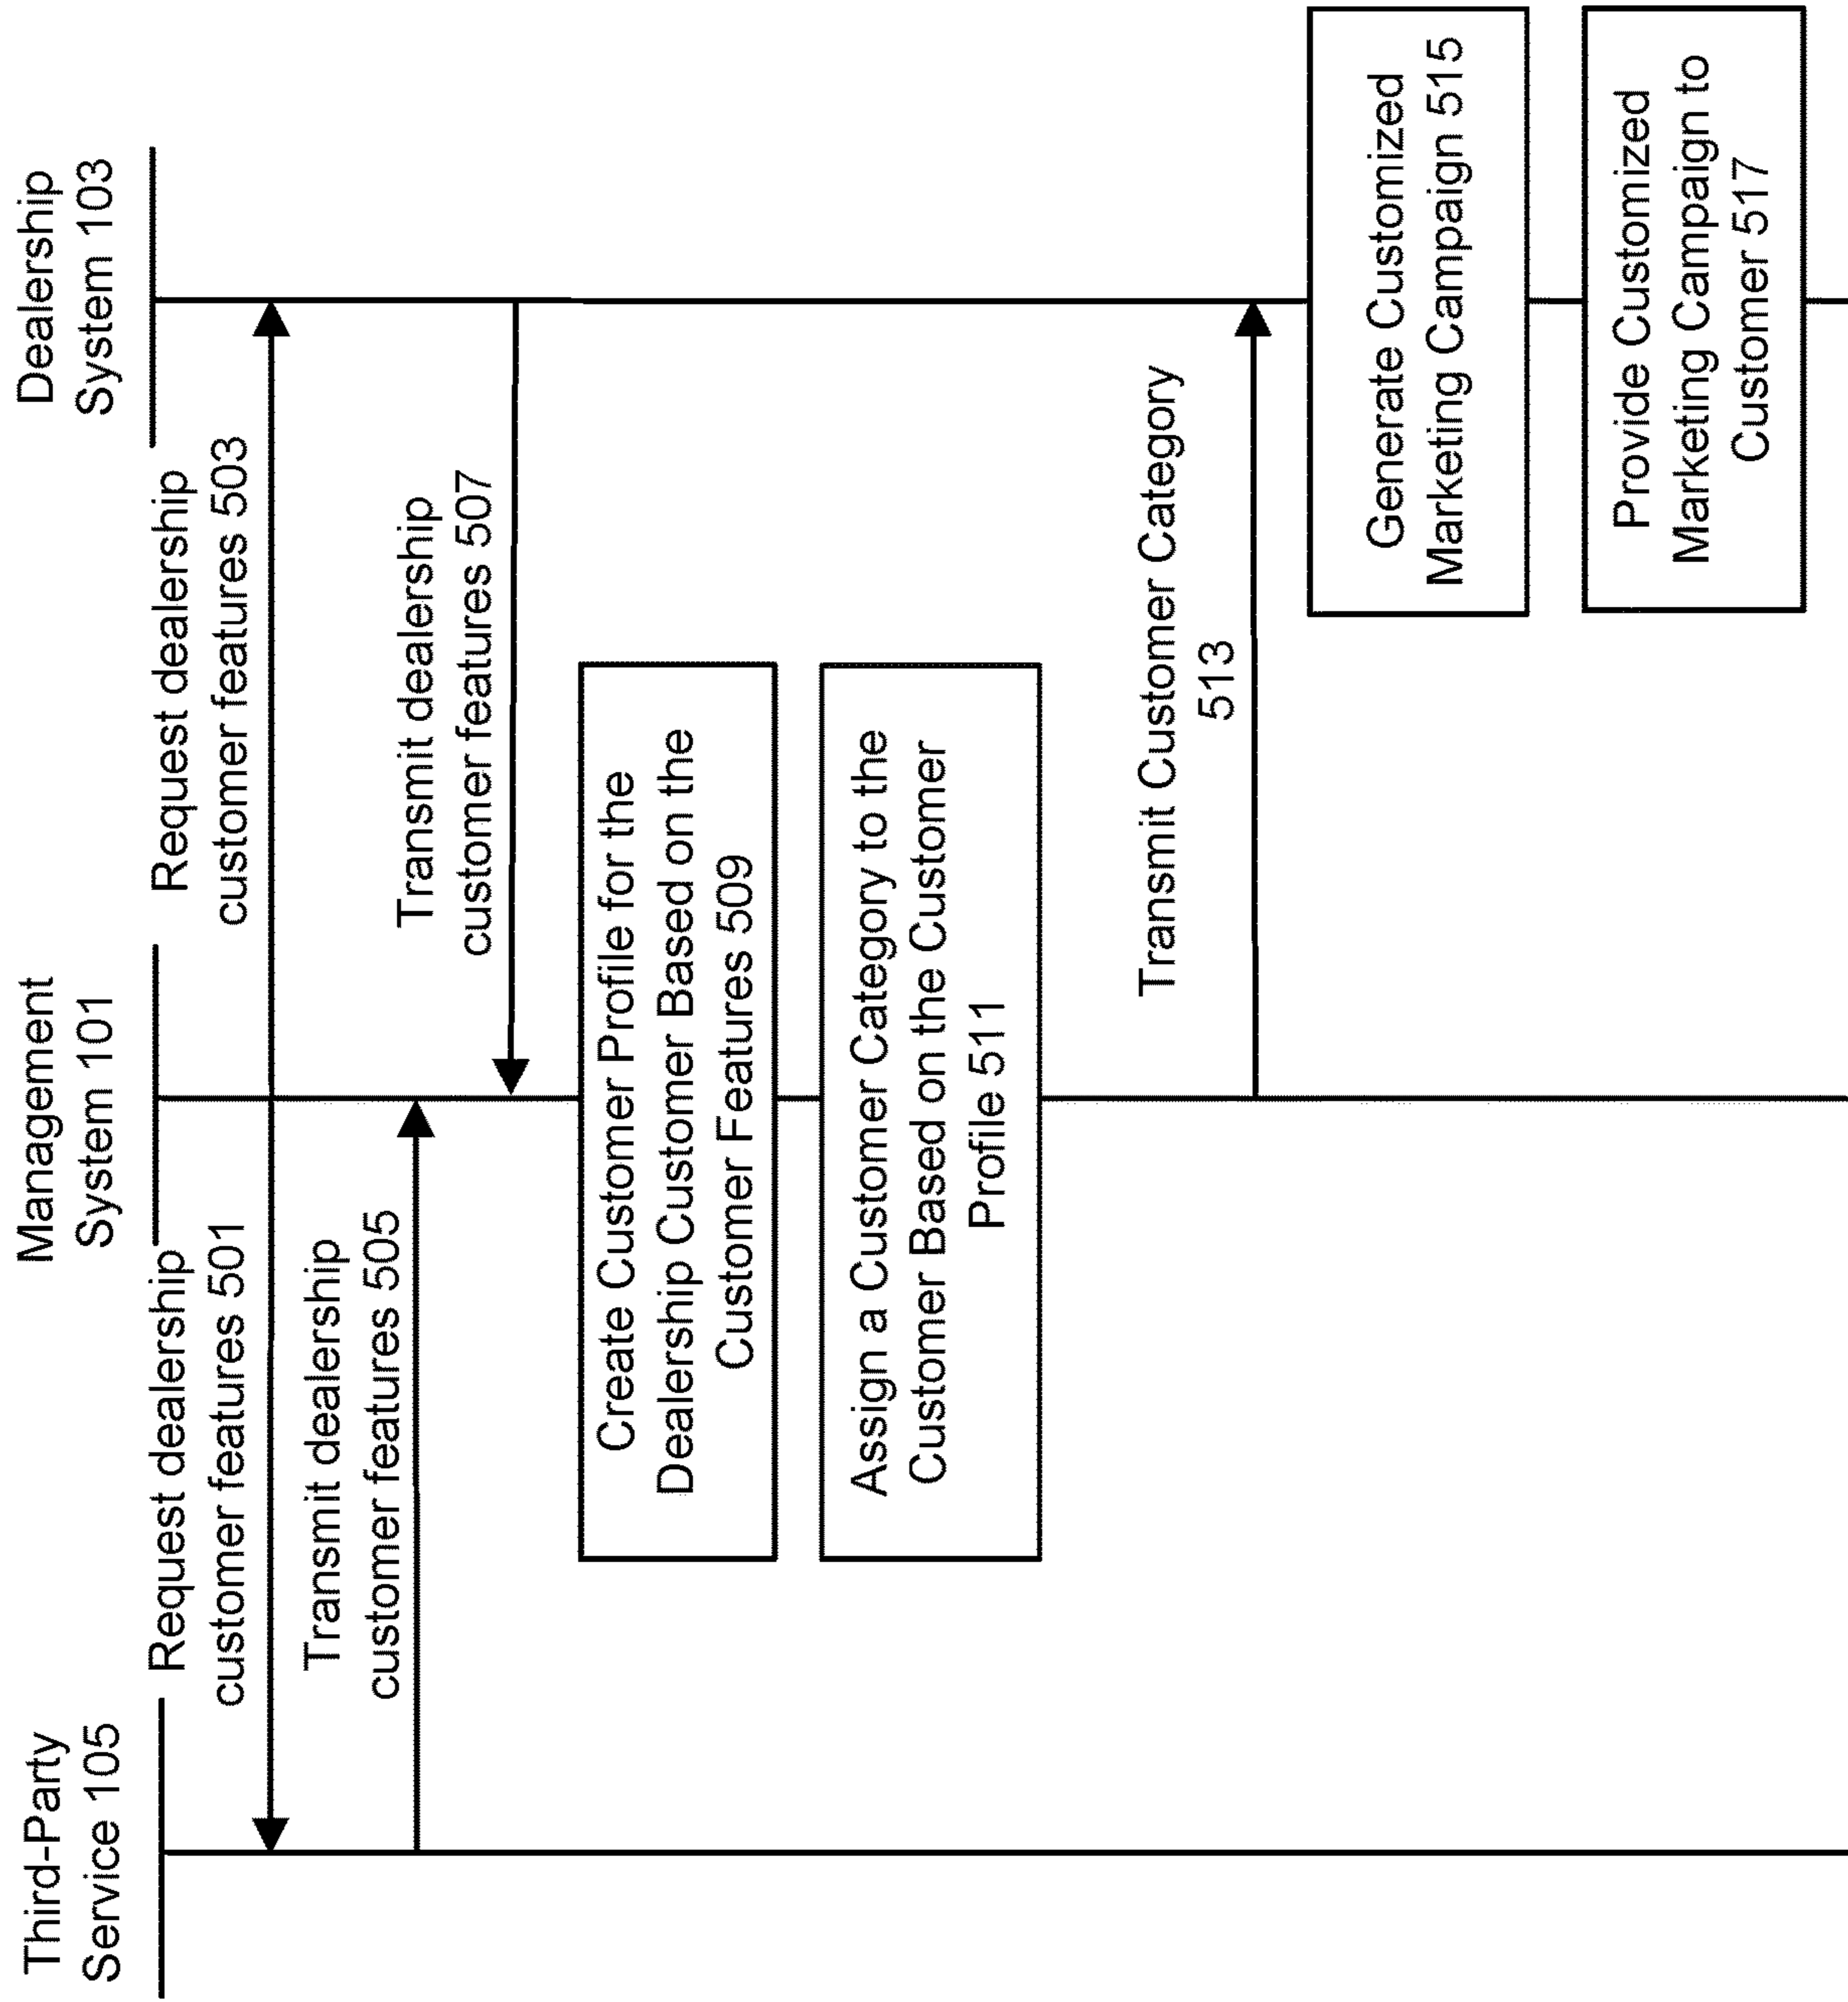 Third-Party
Service 105
Management
System 101
Dealership
System 103
Request dealership
customer features 501
Request dealership
customer features 503
Transmit dealership
customer features 505
Transmit dealership
customer features 507
Create Customer Profile for the
Dealership Customer Based on the
Customer Features 509
Assign a Customer Category to the
Customer Based on the Customer
Profile 511
Transmit Customer Category
513
Generate Customized
Marketing Campaign 515
Provide Customized
Marketing Campaign to
Customer 517